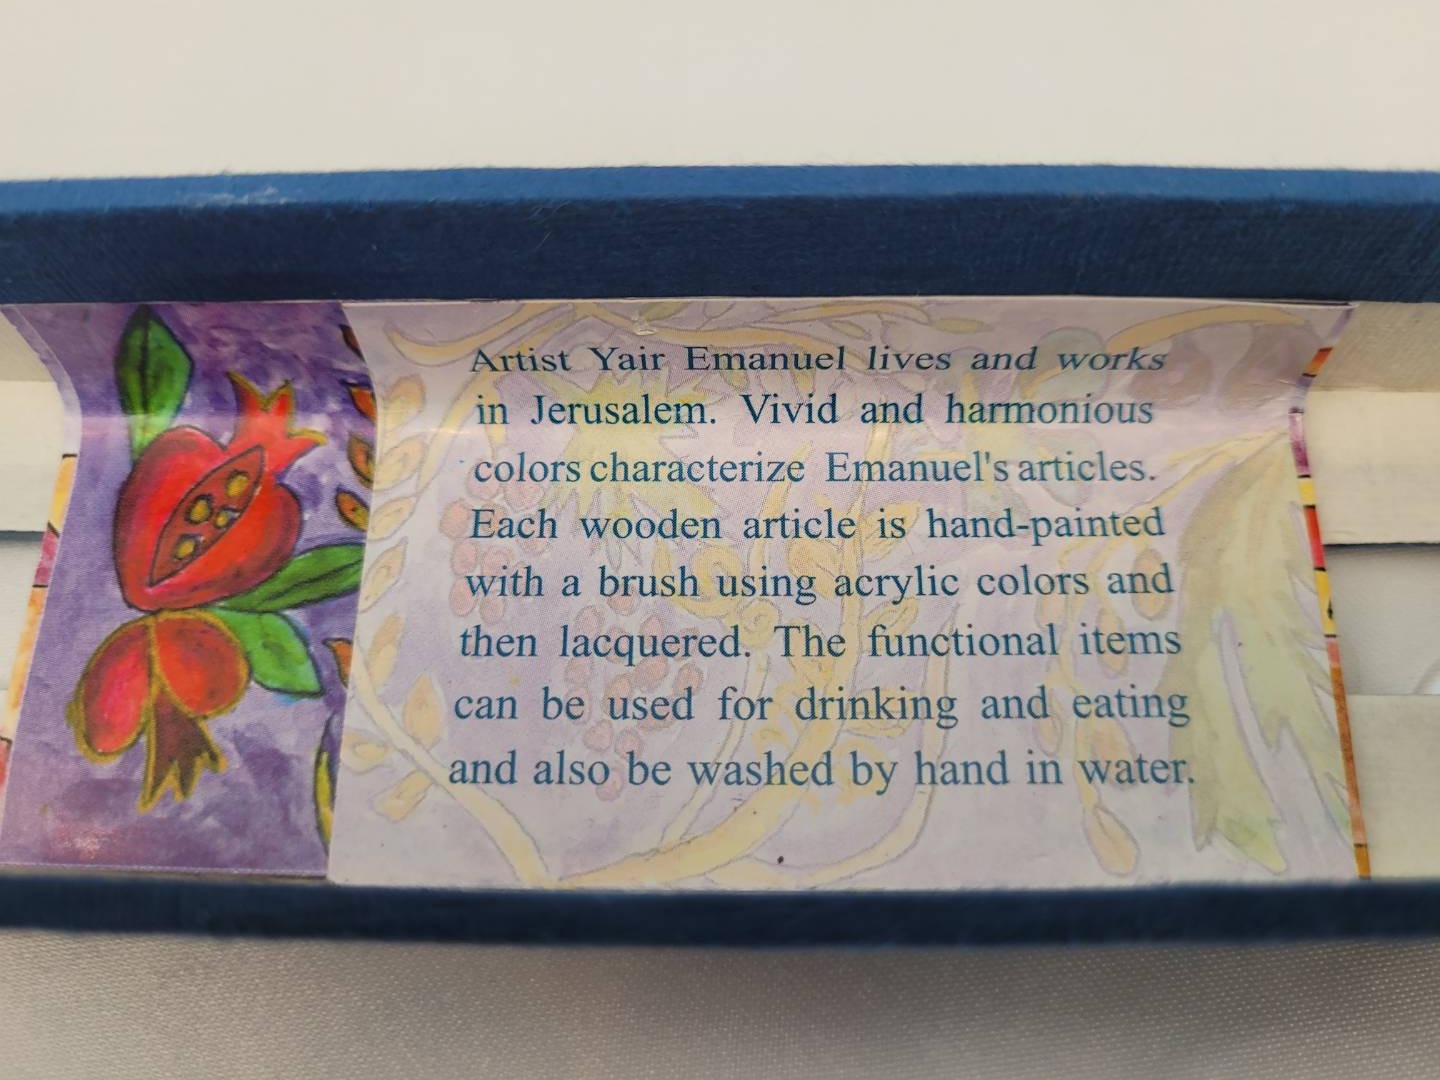 Artist Yair Emanuel lives and works
in Jerusalem. Vivid and harmonious
colors characterize Emanuel's articles.
Each wooden article is hand-painted
with a brush using acrylic colors and
then lacquered. The functional items
can be used for drinking and eating
and also be washed by hand in water.